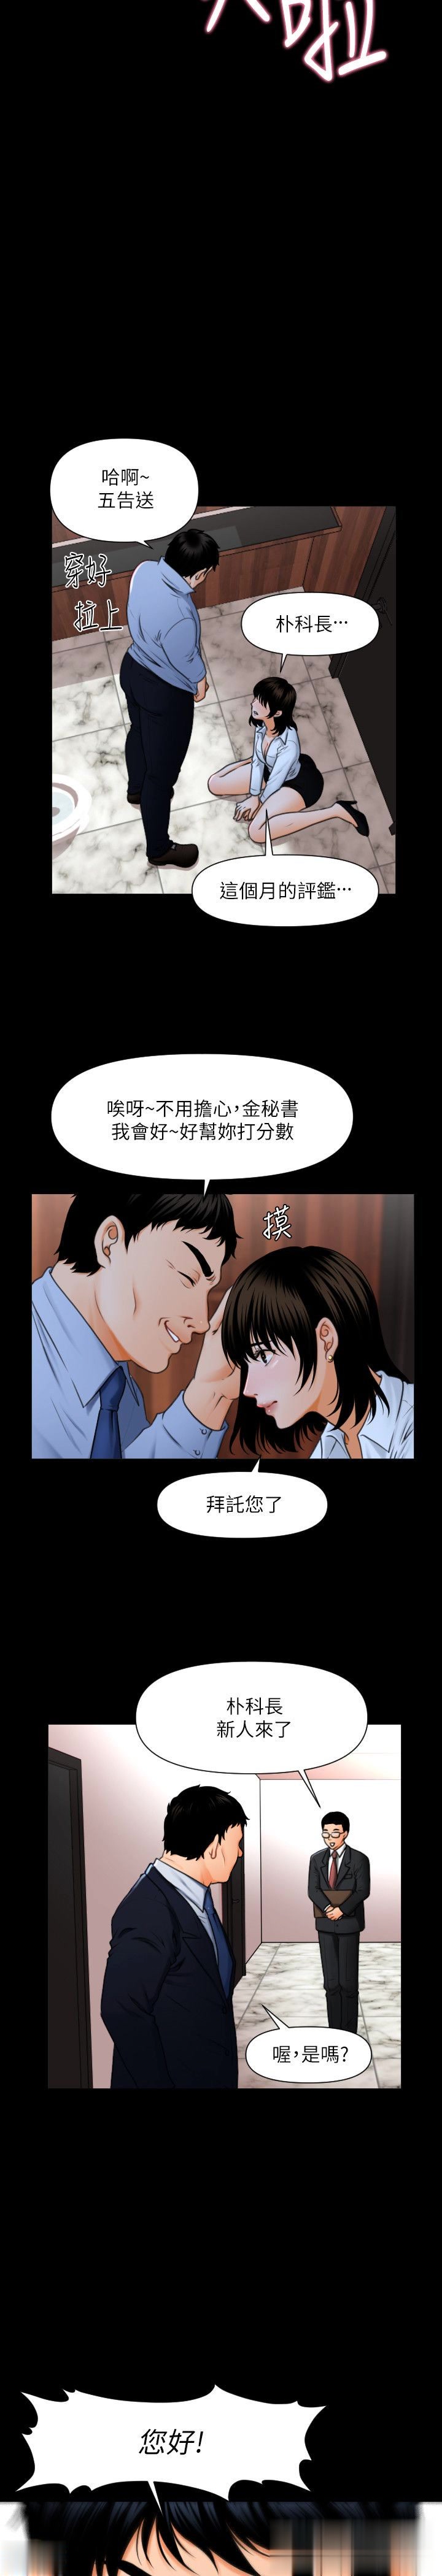 啦
哈啊~
五告送
穿好
拉上
朴科長…
這個月的評鑑…
唉呀~不用擔心,金秘書
我會好~好幫妳打分數
摸
拜託您了
朴科長
新人來了
喔,是嗎?
您好!